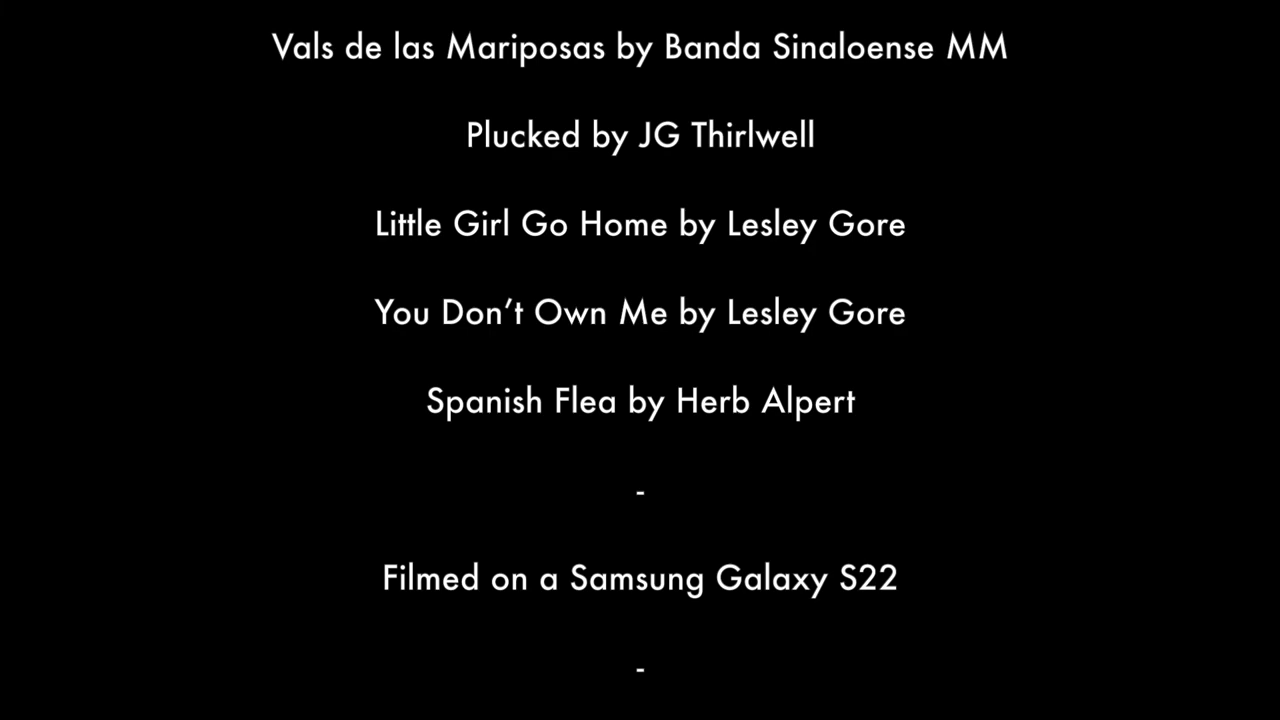 Vals de las Mariposas by Banda Sinaloense MM
Plucked by JG Thirlwell
Little Girl Go Home by Lesley Gore
You Don’t Own Me by Lesley Gore
Spanish Flea by Herb Alpert
-
Filmed on a Samsung Galaxy S22
-